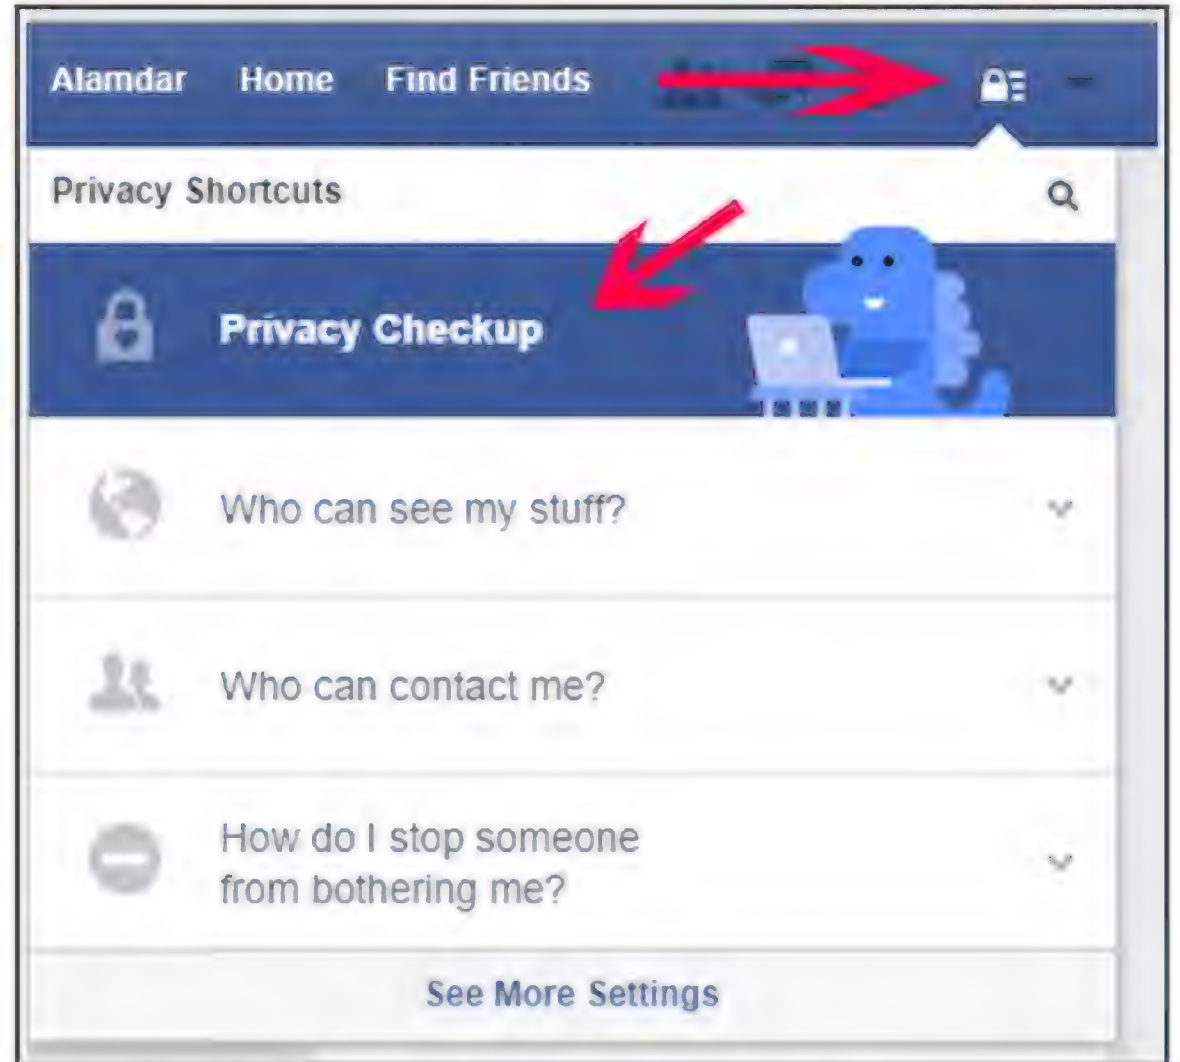 Alamdar Home Find Friends
Privacy Shortcuts
Privacy Checkup
Who can see my stuff?
Who can contact me?
How do I stop someone
from bothering me?
See More Settings